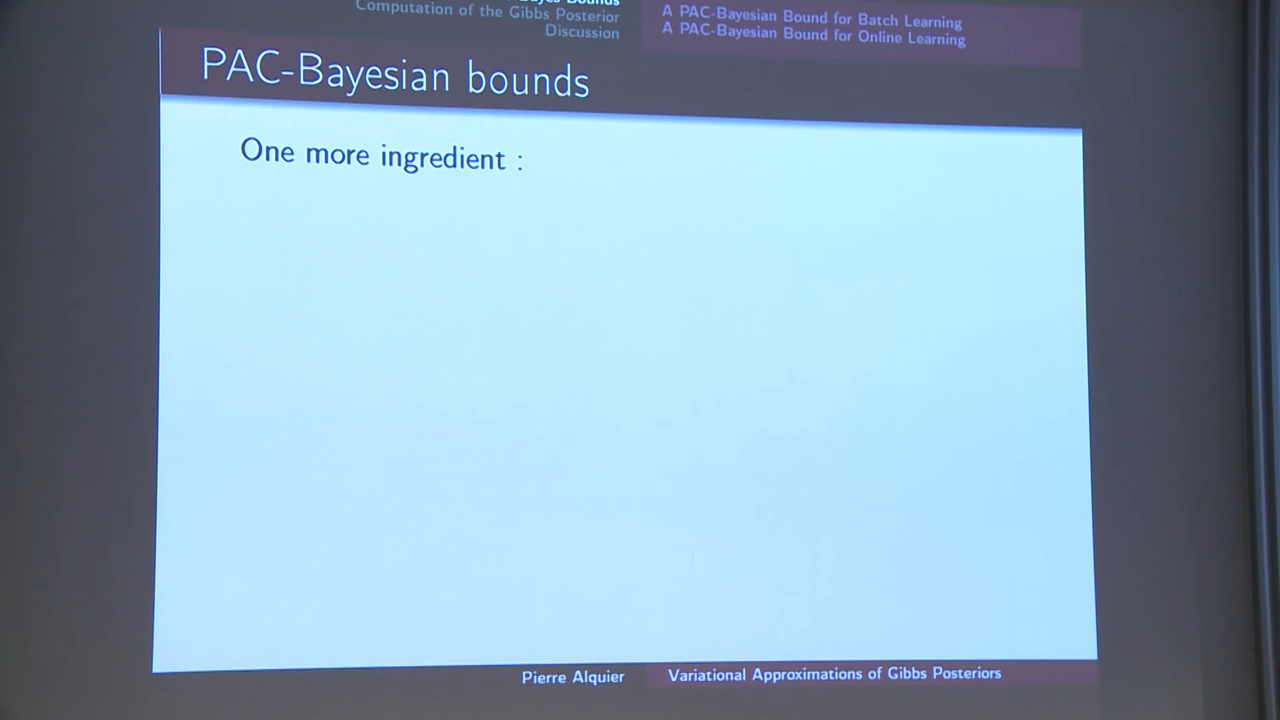 Bounds
Computation of the Gibbs Posterior
Discussion
A PAC-Bayesian Bound for Batch Learning
A PAC-Bayesian Bound for Online Learning
PAC-Bayesian bounds
One more ingredient :
Pierre Alquier
Variational Approximations of Gibbs Posteriors